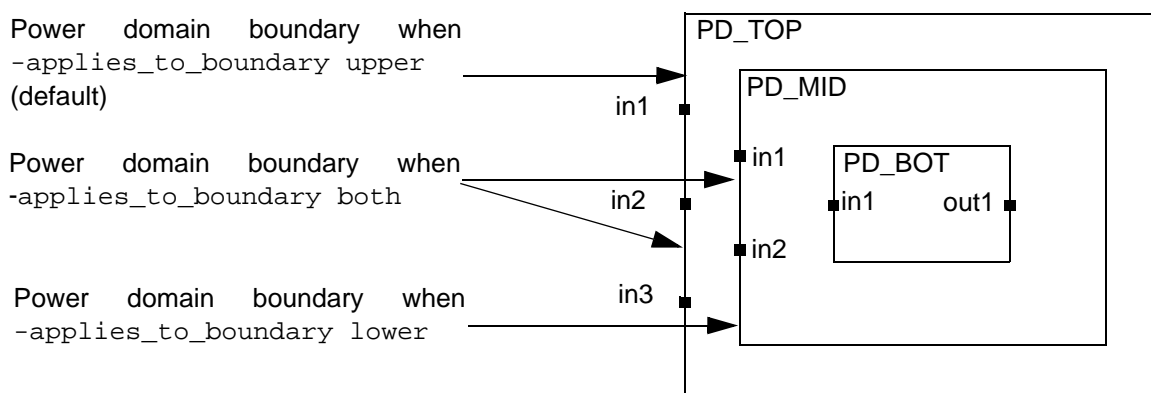 Power domain boundary when
-applies_to_boundary upper
(default)
Power domain boundary when
-applies_to_boundary both
Power domain boundary when
-applies_to_boundary lower
PD_TOP
in1
in2
in3
PD_MID
in1
in2
PD_BOT
in1 out1